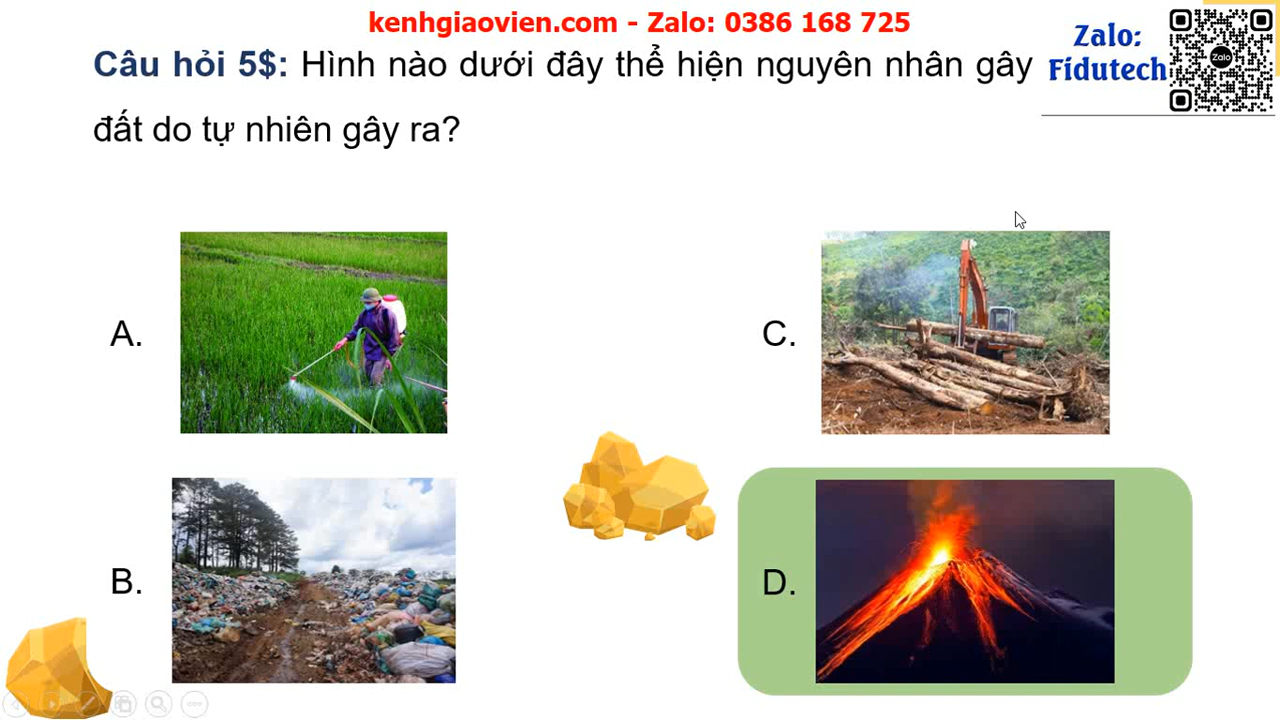 kenhgiaovien.com - Zalo: 0386 168 725
Zalo:
Fidutech
Zalo
Câu hỏi 5$: Hình nào dưới đây thể hiện nguyên nhân gây
đất do tự nhiên gây ra?
A.
C.
B.
D.